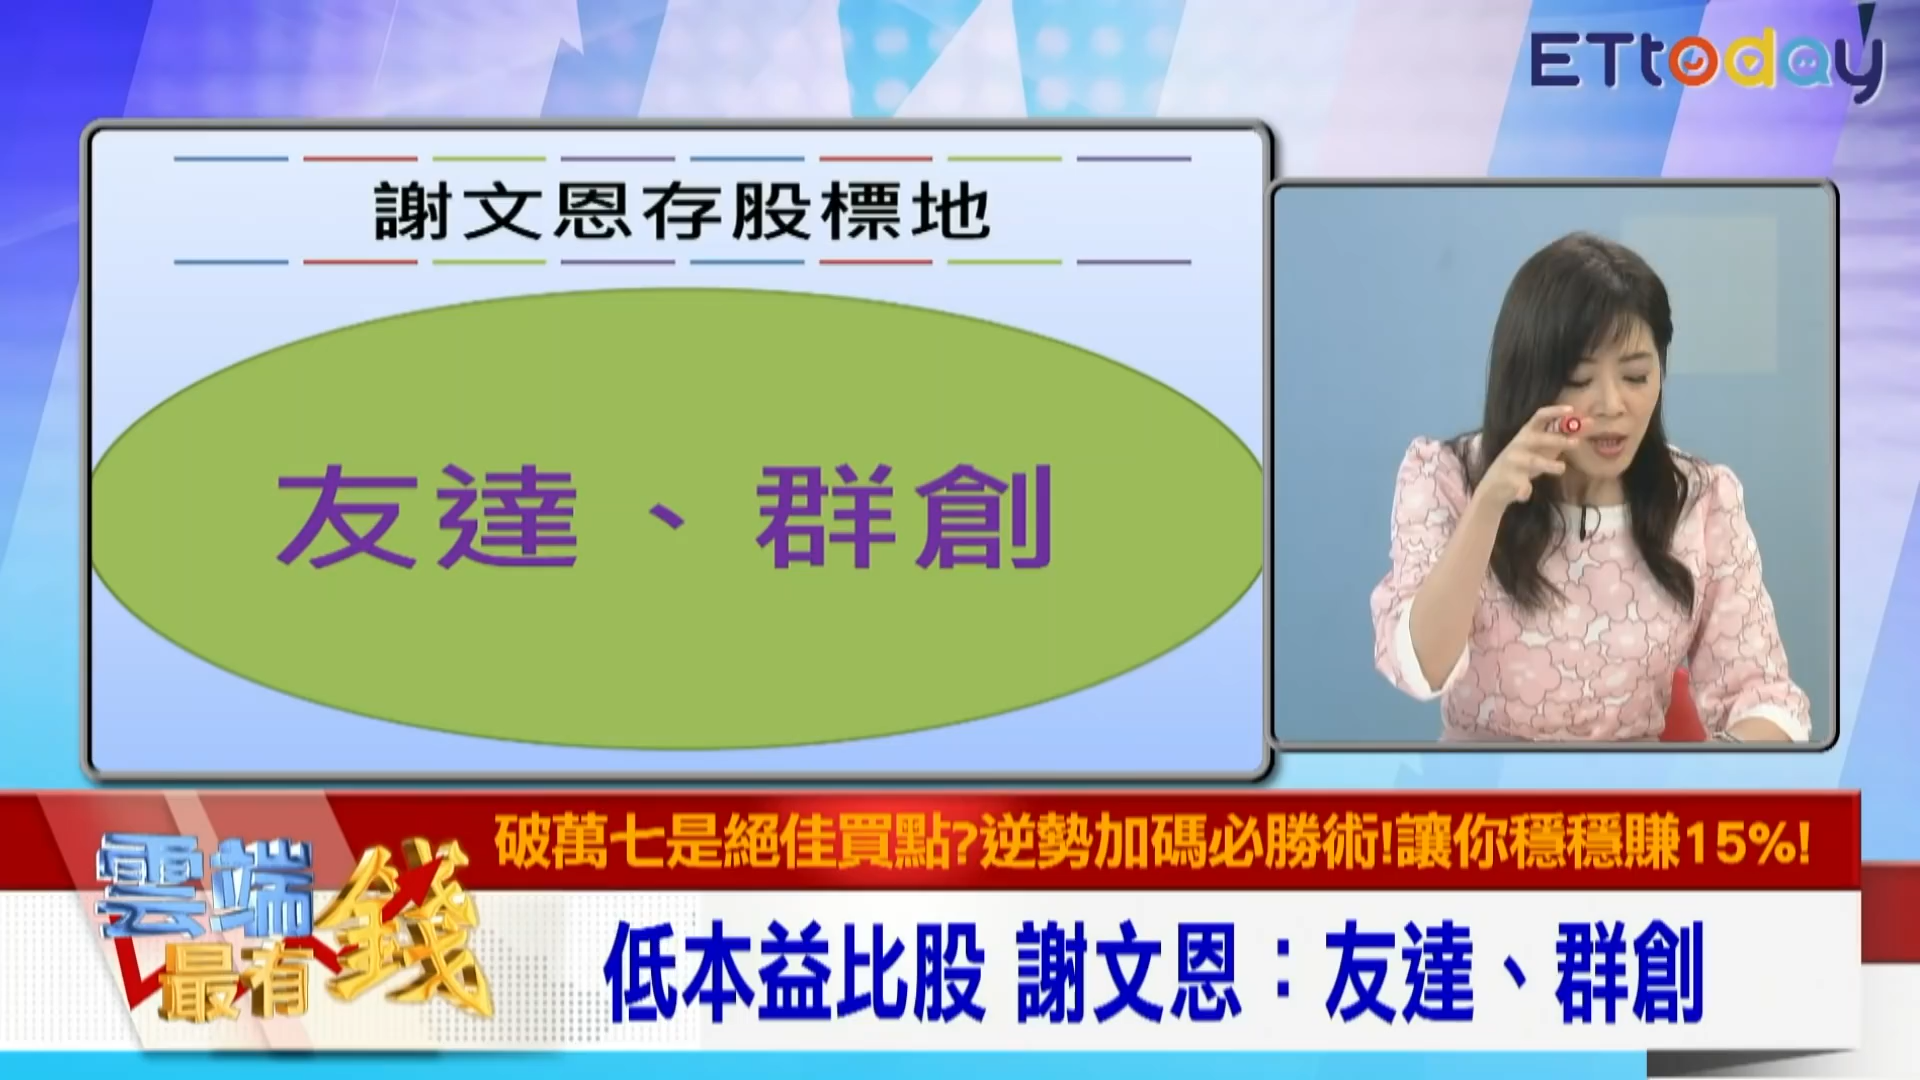 ETtoday
謝文恩存股標地
友達、群創
破萬七是絕佳買點?逆勢加碼必勝術!讓你穩穩賺15%!
雲端最有錢
低本益比股 謝文恩：友達、群創